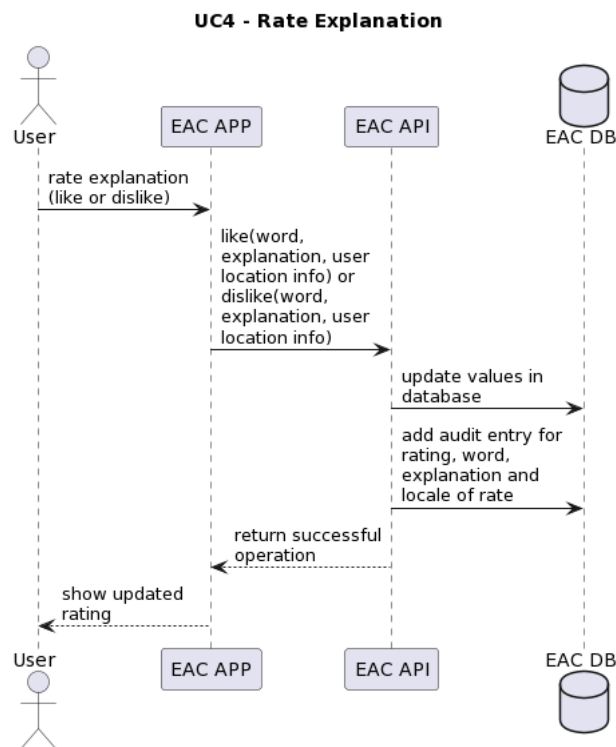 UC4 - Rate Explanation
User
EAC APP
EAC API
EAC DB
rate explanation
(like or dislike)
like(word,
explanation, user
location info) or
dislike(word,
explanation, user
location info)
update values in
database
add audit entry for
rating, word,
explanation and
locale of rate
return successful
operation
show updated
rating
User
EAC APP
EAC API
EAC DB